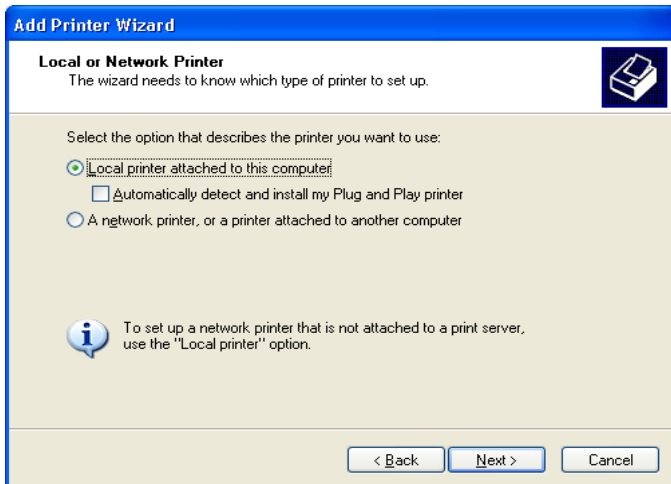 Add Printer Wizard
Local or Network Printer
The wizard needs to know which type of printer to set up.
Select the option that describes the printer you want to use:
Local printer attached to this computer
Automatically detect and install my Plug and Play printer
A network printer, or a printer attached to another computer
To set up a network printer that is not attached to a print server,
use the "Local printer" option.
< Back
Next >
Cancel